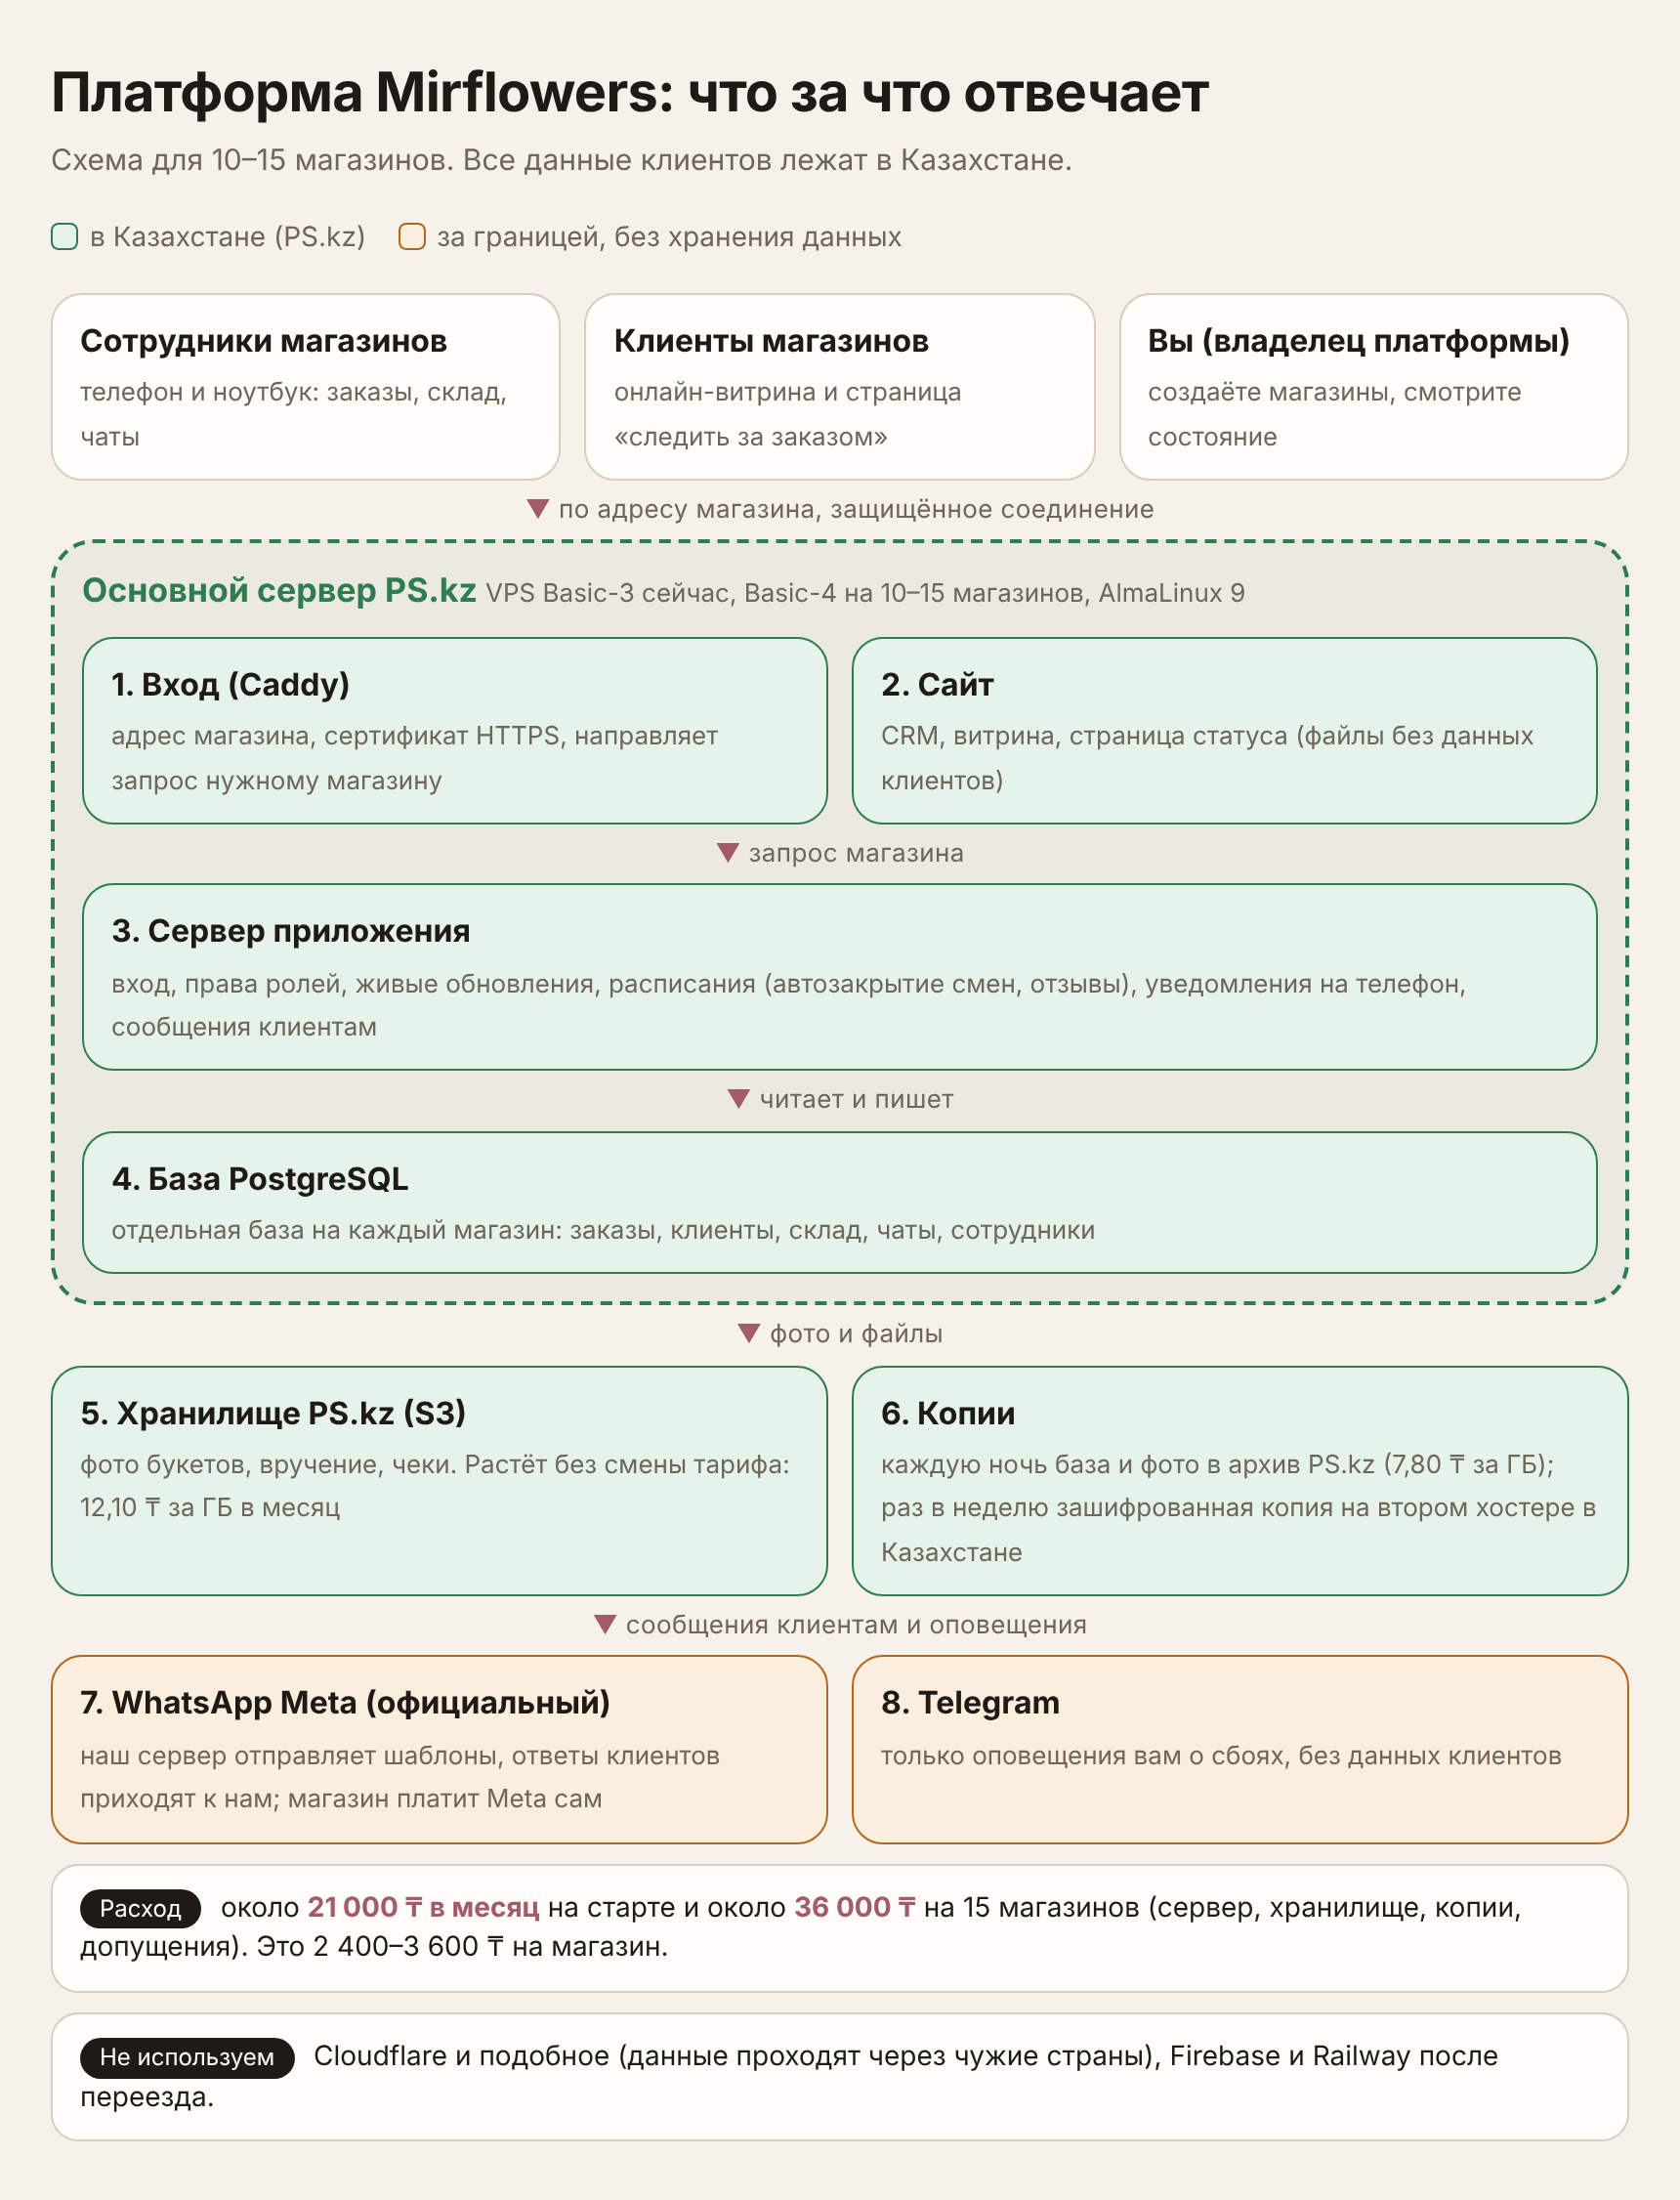 Платформа Mirflowers: что за что отвечает
Схема для 10–15 магазинов. Все данные клиентов лежат в Казахстане.
в Казахстане (PS.kz)
за границей, без хранения данных
Сотрудники магазинов
телефон и ноутбук: заказы, склад,
чаты
Клиенты магазинов
онлайн-витрина и страница
«следить за заказом»
Вы (владелец платформы)
создаёте магазины, смотрите
состояние
▼ по адресу магазина, защищённое соединение
Основной сервер PS.kz VPS Basic-3 сейчас, Basic-4 на 10–15 магазинов, AlmaLinux 9
1. Вход (Caddy)
адрес магазина, сертификат HTTPS, направляет
запрос нужному магазину
2. Сайт
CRM, витрина, страница статуса (файлы без данных
клиентов)
▼ запрос магазина
3. Сервер приложения
вход, права ролей, живые обновления, расписания (автозакрытие смен, отзывы), уведомления на телефон,
сообщения клиентам
▼ читает и пишет
4. База PostgreSQL
отдельная база на каждый магазин: заказы, клиенты, склад, чаты, сотрудники
▼ фото и файлы
5. Хранилище PS.kz (S3)
фото букетов, вручение, чеки. Растёт без смены тарифа:
12,10 ₸ за ГБ в месяц
6. Копии
каждую ночь база и фото в архив PS.kz (7,80 ₸ за ГБ);
раз в неделю зашифрованная копия на втором хостере в
Казахстане
▼ сообщения клиентам и оповещения
7. WhatsApp Meta (официальный)
наш сервер отправляет шаблоны, ответы клиентов
приходят к нам; магазин платит Meta сам
8. Telegram
только оповещения вам о сбоях, без данных клиентов
Расход около 21 000 ₸ в месяц на старте и около 36 000 ₸ на 15 магазинов (сервер, хранилище, копии,
допущения). Это 2 400–3 600 ₸ на магазин.
Не используем Cloudflare и подобное (данные проходят через чужие страны), Firebase и Railway после
переезда.